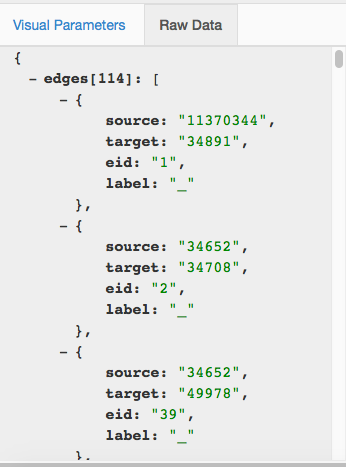 Visual Parameters Raw Data
{
– edges[114]: [
– {
source: "11370344",
target: "34891",
eid: "1",
label: "_"
},
– {
source: "34652",
target: "34708",
eid: "2",
label: "_"
},
– {
source: "34652",
target: "49978",
eid: "39",
label: "_"
},